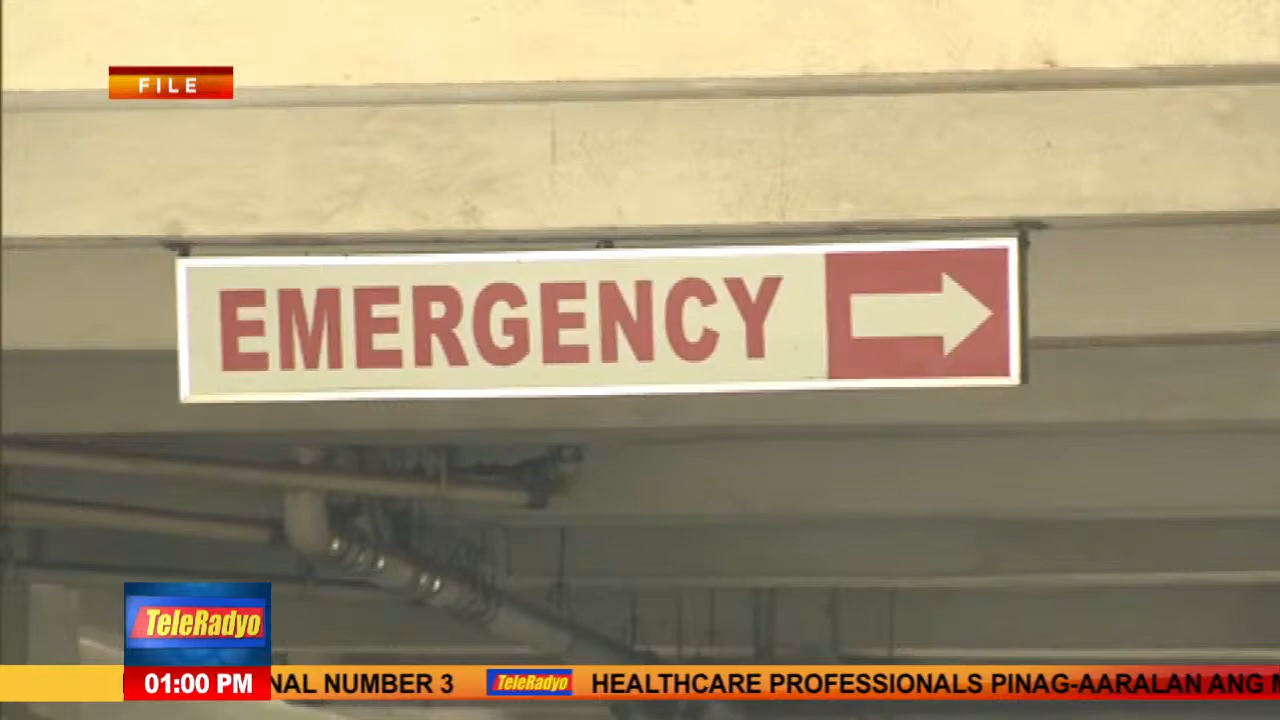 FILE
EMERGENCY
TeleRadyo
01:00 PM
NAL NUMBER 3 TeleRadyo HEALTHCARE PROFESSIONALS PINAG-AARALAN ANG